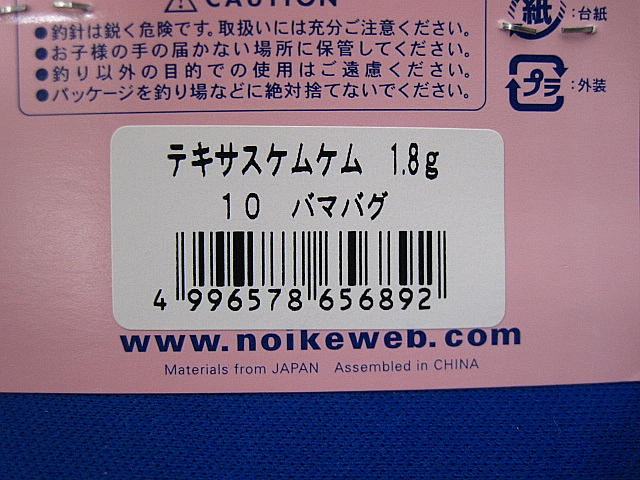 ⚠CAUTION
●釣針は鋭く危険です。取扱いには充分ご注意ください。
●お子様の手の届かない場所に保管してください。
●釣り以外の目的での使用はご遠慮ください。
●パッケージを釣り場などに絶対捨てないでください。
紙 :台紙
プラ :外装
テキサスケムケム 1.8g
10 バマバグ
4 996578 656892
www.noikeweb.com
Materials from JAPAN Assembled in CHINA